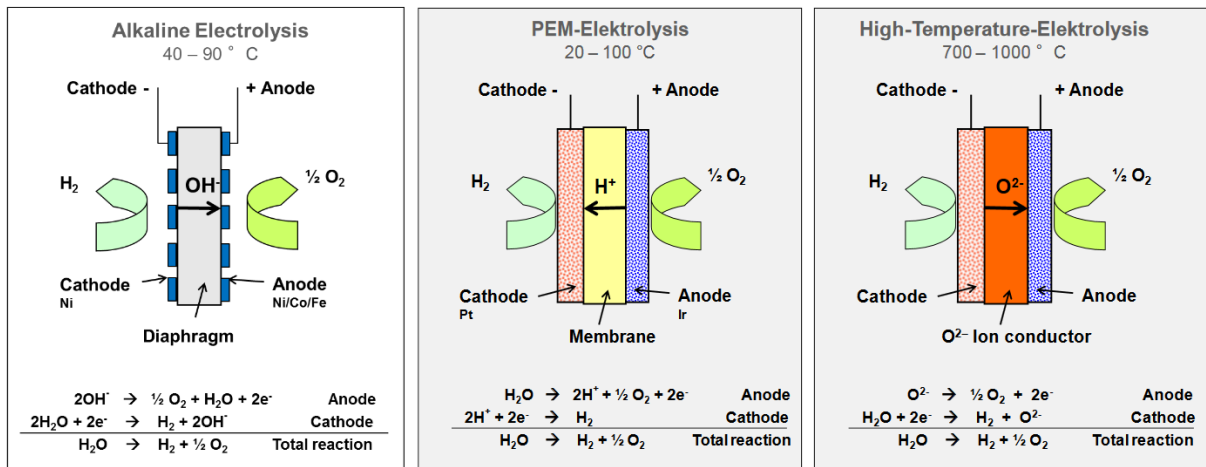 Alkaline Electrolysis
40 – 90 ° C
Cathode -
+ Anode
H₂
OH⁻
½ O₂
Cathode
Ni
Anode
Ni/Co/Fe
Diaphragm
2OH⁻ → ½ O₂ + H₂O + 2e⁻ Anode
2H₂O + 2e⁻ → H₂ + 2OH⁻ Cathode
H₂O → H₂ + ½ O₂ Total reaction
PEM-Elektrolysis
20 – 100 °C
Cathode -
+ Anode
H₂
H⁺
½ O₂
Cathode
Pt
Anode
Ir
Membrane
H₂O → 2H⁺ + ½ O₂ + 2e⁻ Anode
2H⁺ + 2e⁻ → H₂ Cathode
H₂O → H₂ + ½ O₂ Total reaction
High-Temperature-Elektrolysis
700 – 1000 ° C
Cathode -
+ Anode
H₂
O²⁻
½ O₂
Cathode
Anode
O²⁻ Ion conductor
O²⁻ → ½ O₂ + 2e⁻ Anode
H₂O + 2e⁻ → H₂ + O²⁻ Cathode
H₂O → H₂ + ½ O₂ Total reaction